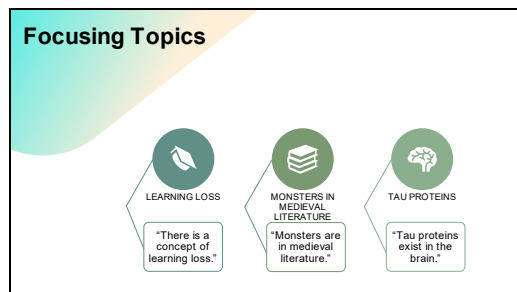 Focusing Topics
LEARNING LOSS
“There is a
concept of
learning loss.”
MONSTERS IN
MEDIEVAL
LITERATURE
“Monsters are
in medieval
literature.”
TAU PROTEINS
“Tau proteins
exist in the
brain.”